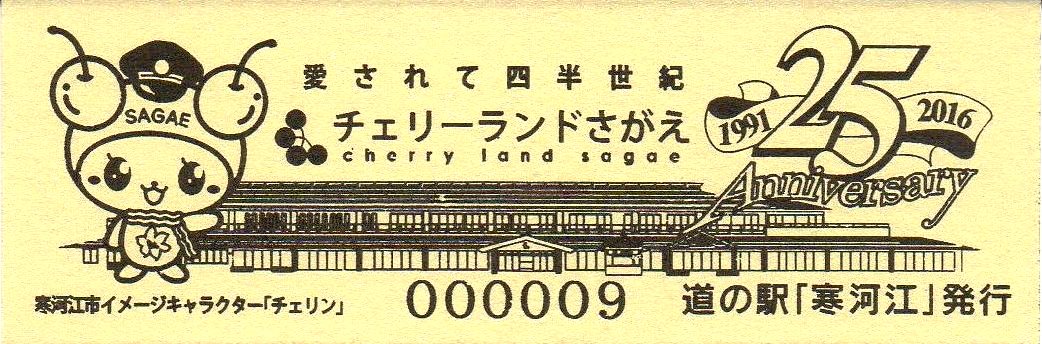 SAGAE
愛されて四半世紀
チェリーランドさがえ
cherry land sagae
1991 25 2016
Anniversary
寒河江市イメージキャラクター「チェリン」
000009
道の駅「寒河江」発行